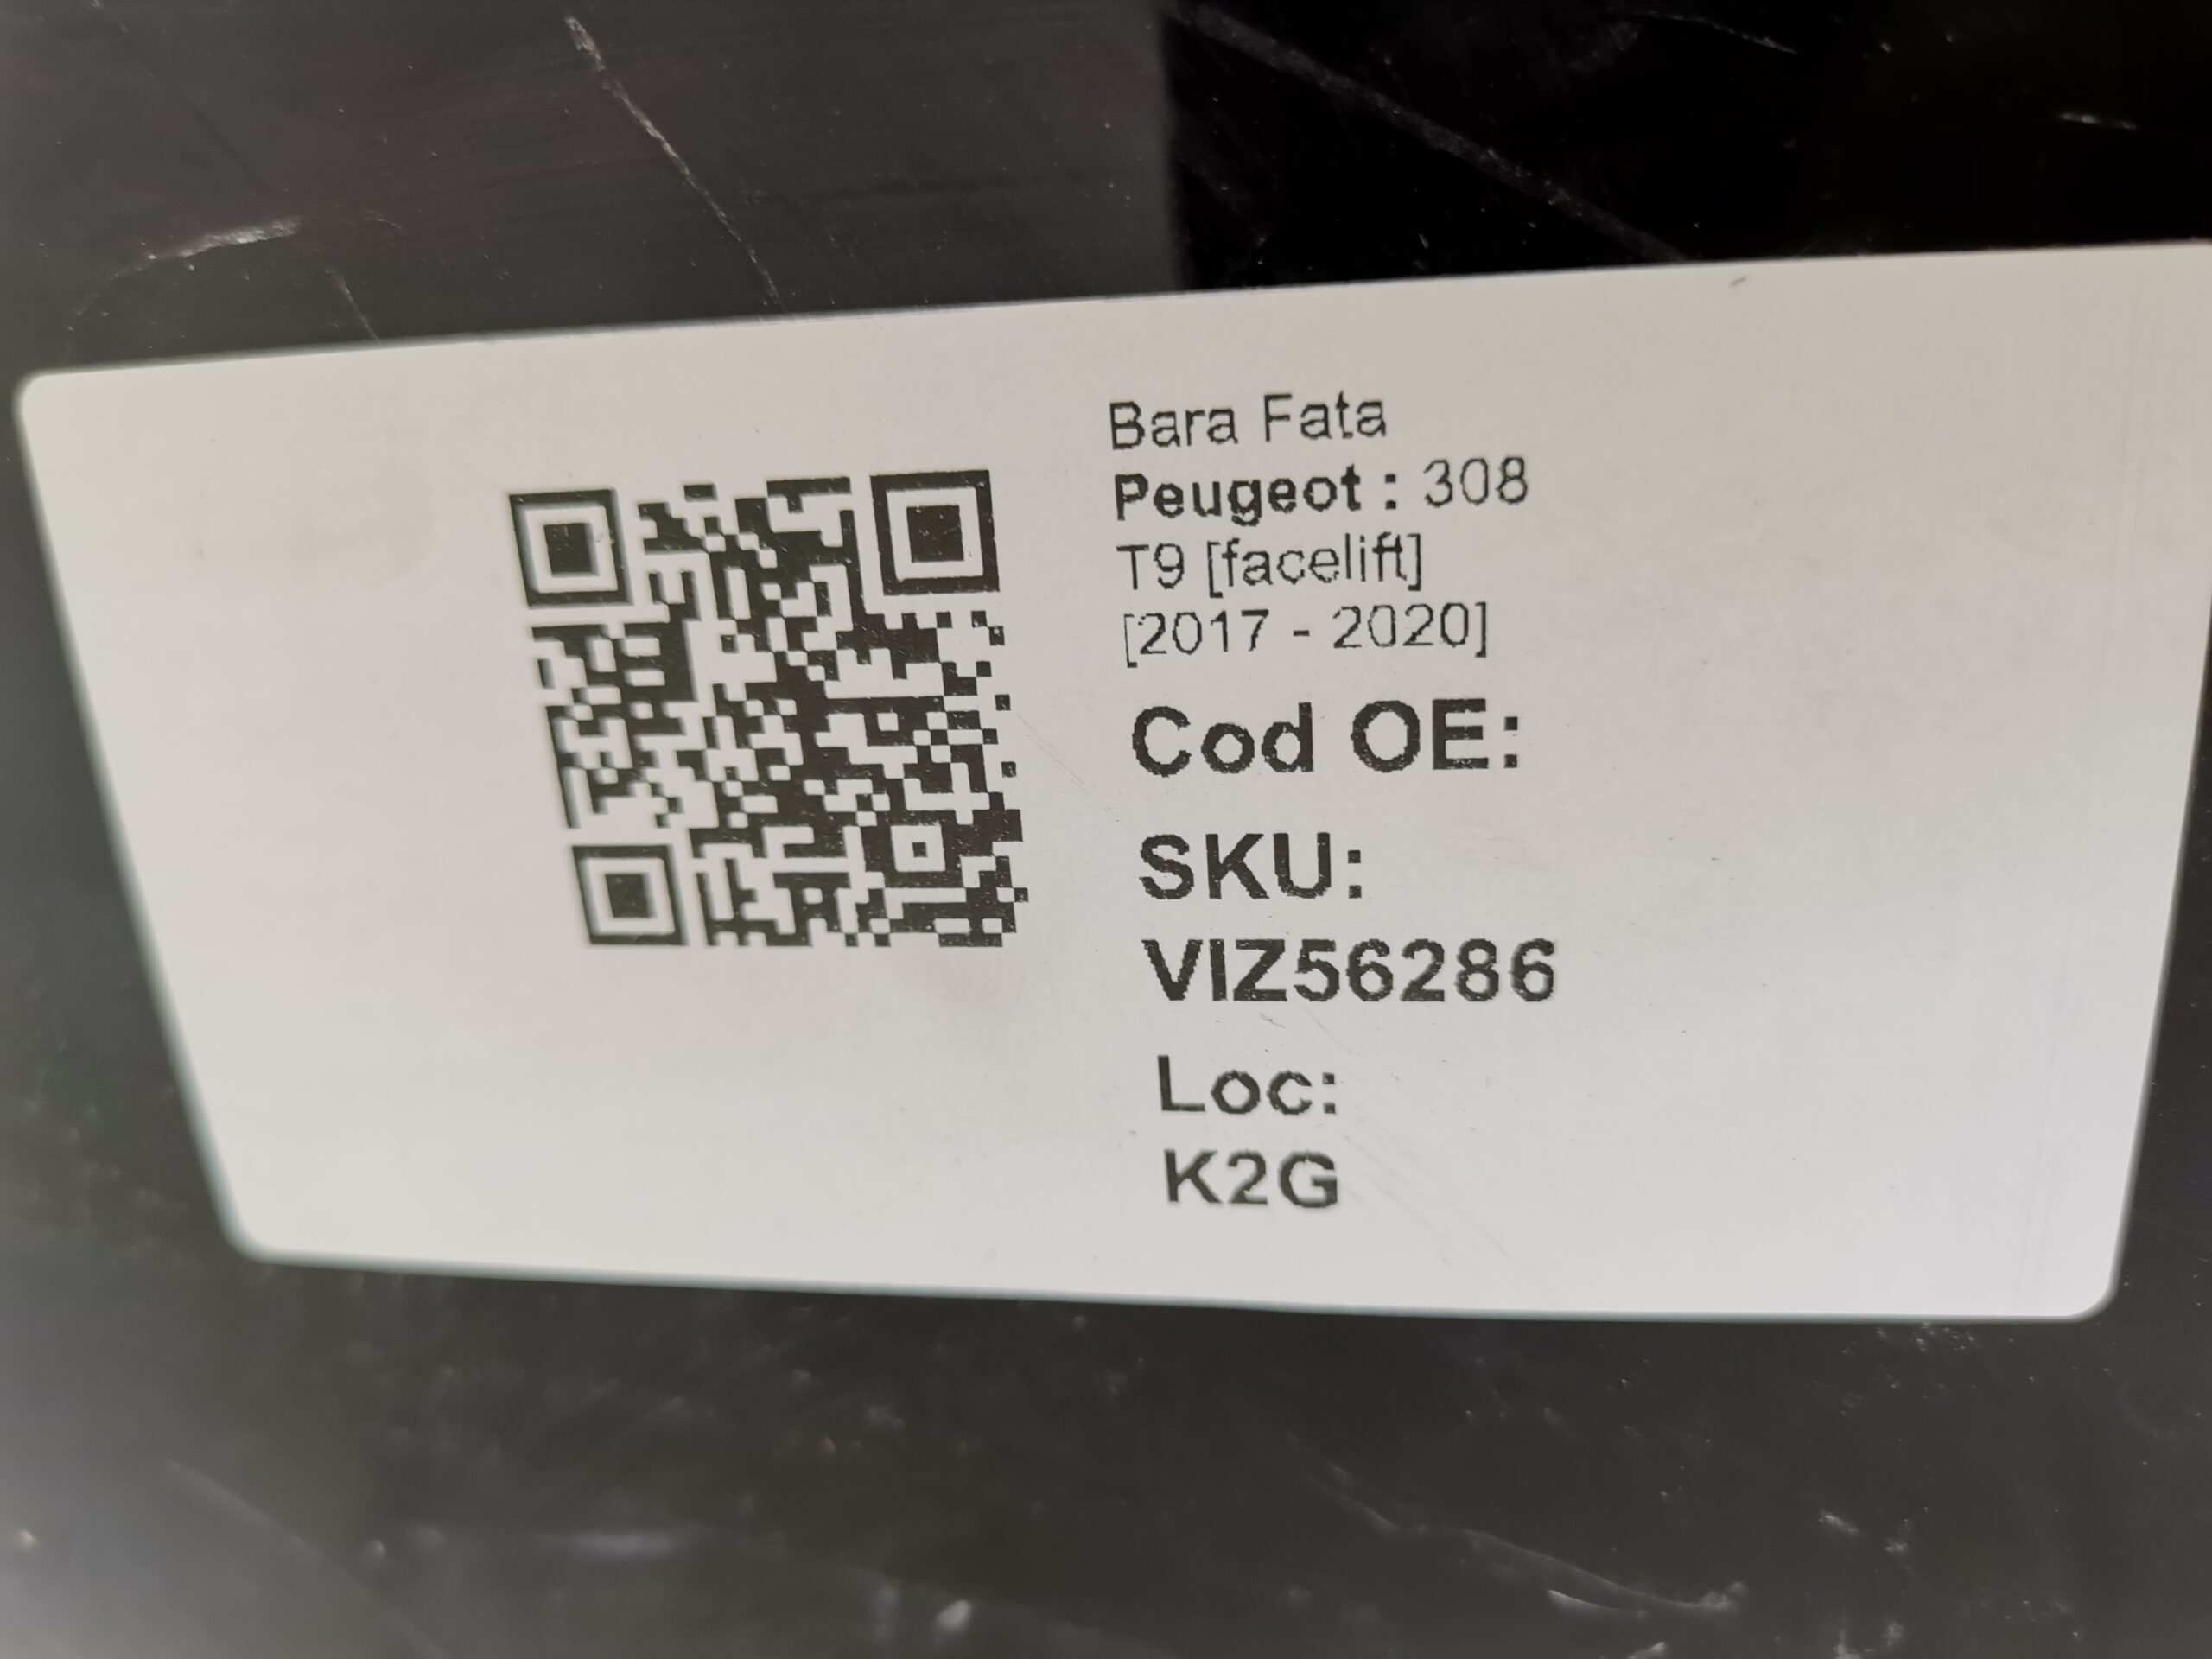 Bara Fata
Peugeot : 308
T9 [facelift]
[2017 - 2020]
Cod OE:
SKU:
VIZ56286
Loc:
K2G